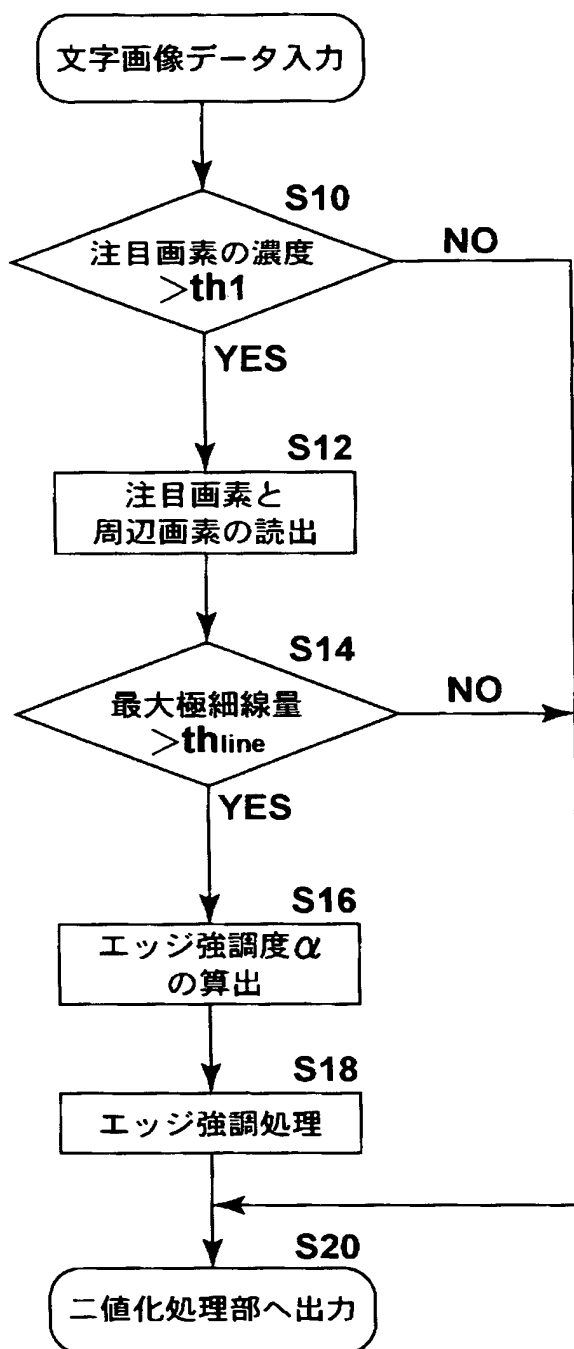 文字画像データ入力
S10
注目画素の濃度
＞th1
NO
YES
S12
注目画素と
周辺画素の読出
S14
最大極細線量
＞thline
NO
YES
S16
エッジ強調度α
の算出
S18
エッジ強調処理
S20
二値化処理部へ出力